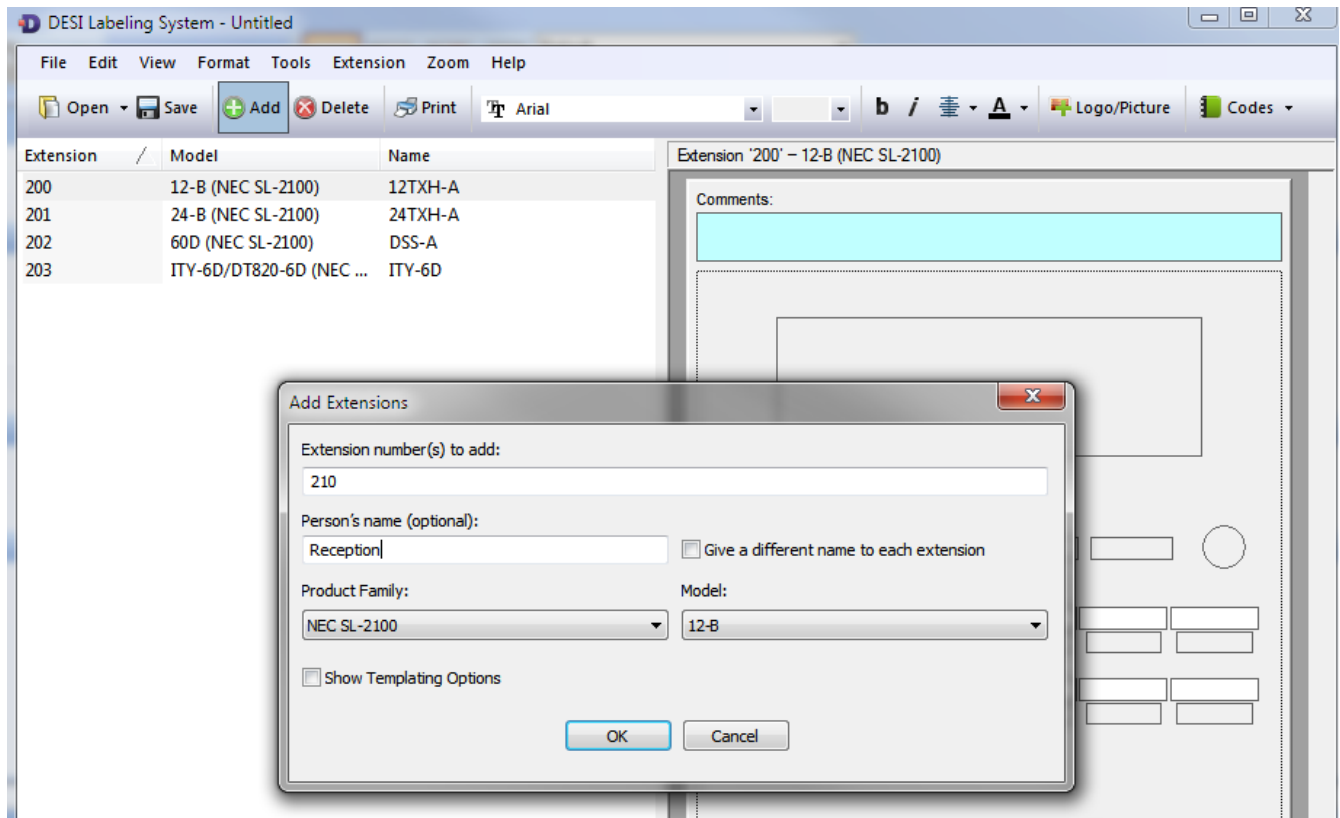 DESI Labeling System - Untitled
File Edit View Format Tools Extension Zoom Help
Open Save Add Delete Print Tr Arial b i A Logo/Picture Codes
Extension / Model Name
Extension '200' – 12-B (NEC SL-2100)
200 12-B (NEC SL-2100) 12TXH-A
201 24-B (NEC SL-2100) 24TXH-A
202 60D (NEC SL-2100) DSS-A
203 ITY-6D/DT820-6D (NEC ... ITY-6D
Comments:
Add Extensions
Extension number(s) to add:
210
Person's name (optional):
Reception
Give a different name to each extension
Product Family: Model:
NEC SL-2100 12-B
Show Templating Options
OK Cancel